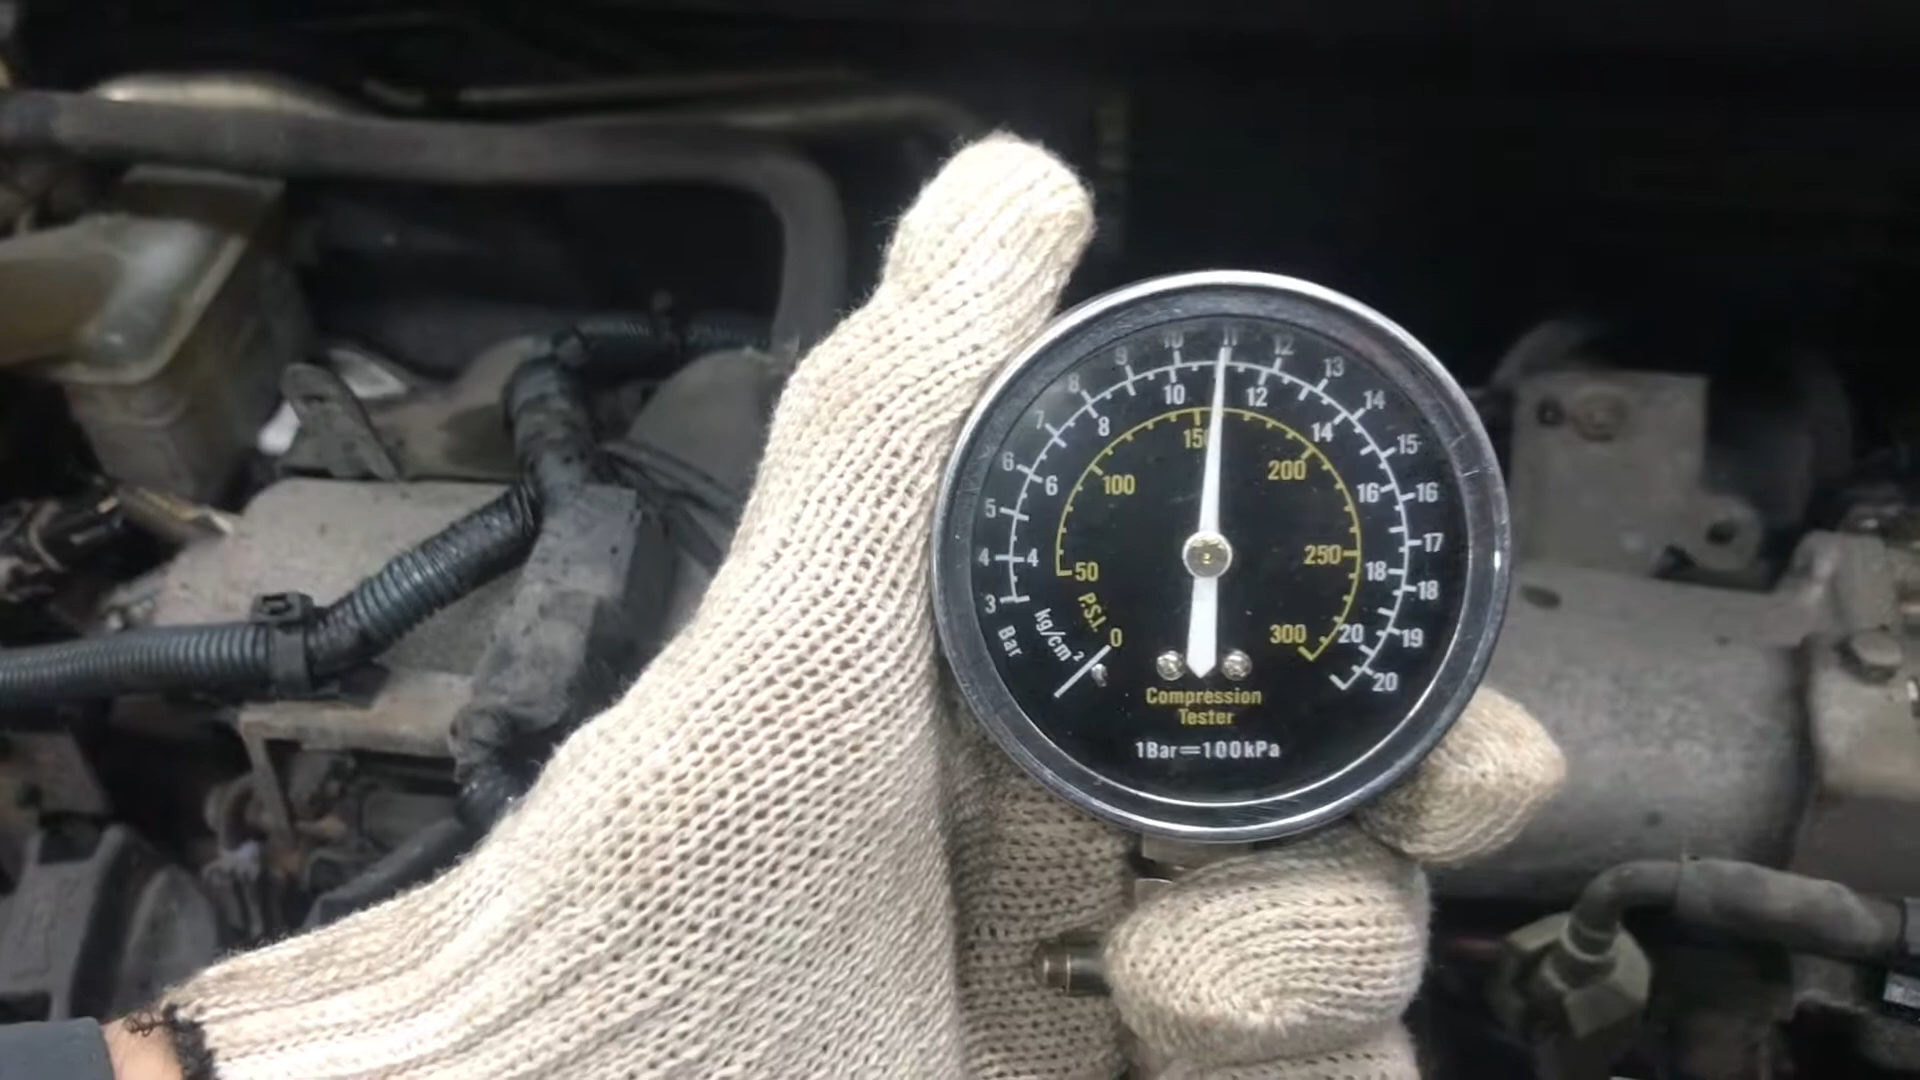 3 4 5 6 7 8 9 10 11 12 13 14 15 16 17 18 19 20
Bar
4 6 8 10 12 14 16 18 20
kg/cm²
0 50 100 150 200 250 300
P.S.I.
Compression
Tester
1Bar=100kPa